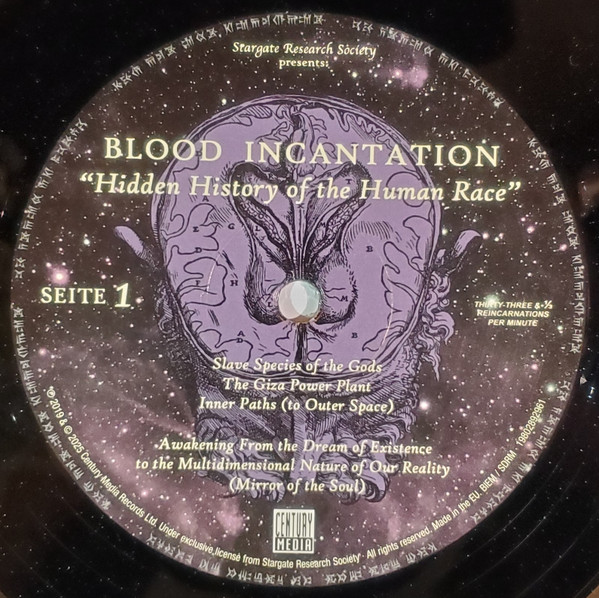 Stargate Research Society
presents:
BLOOD INCANTATION
"Hidden History of the Human Race"
SEITE 1
THIRTY-THREE & ⅓
REINCARNATIONS
PER MINUTE
Slave Species of the Gods
The Giza Power Plant
Inner Paths (to Outer Space)
Awakening From the Dream of Existence
to the Multidimensional Nature of Our Reality
(Mirror of the Soul)
CENTURY
MEDIA
℗ 2019 & © 2025 Century Media Records Ltd. Under exclusive license from Stargate Research Society · All rights reserved. Made in the EU. BIEM / SDRM · 19802892961